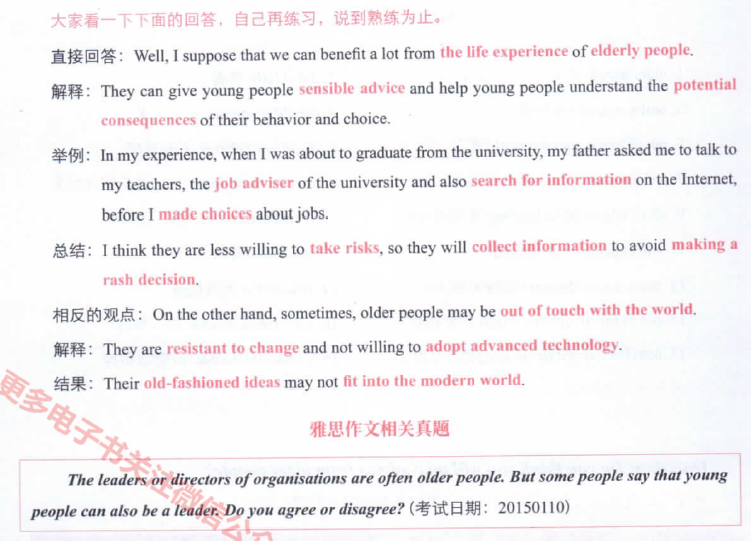 大家看一下下面的回答，自己再练习，说到熟练为止。
直接回答：Well, I suppose that we can benefit a lot from the life experience of elderly people.
解释：They can give young people sensible advice and help young people understand the potential
consequences of their behavior and choice.
举例：In my experience, when I was about to graduate from the university, my father asked me to talk to
my teachers, the job adviser of the university and also search for information on the Internet,
before I made choices about jobs.
总结：I think they are less willing to take risks, so they will collect information to avoid making a
rash decision.
相反的观点：On the other hand, sometimes, older people may be out of touch with the world.
解释：They are resistant to change and not willing to adopt advanced technology.
结果：Their old-fashioned ideas may not fit into the modern world.
雅思作文相关真题
The leaders or directors of organisations are often older people. But some people say that young
people can also be a leader. Do you agree or disagree? (考试日期：20150110)
更多电子书关注微信公众